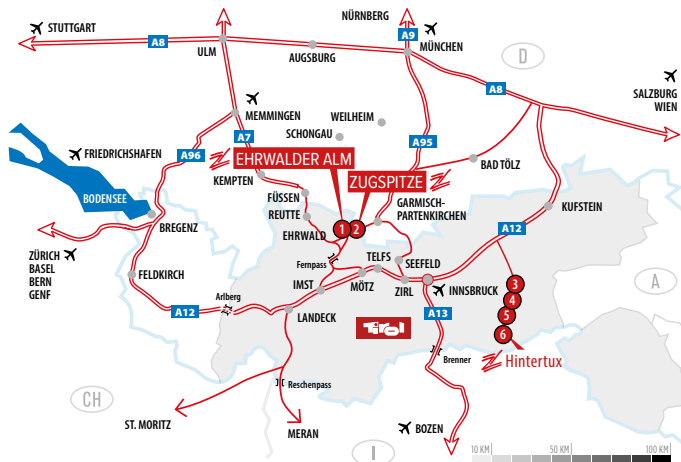 NÜRNBERG
STUTTGART
A9
A8
ULM
MÜNCHEN
AUGSBURG
D
A8
SALZBURG
WIEN
MEMMINGEN
WEILHEIM
SCHONGAU
A7
A95
FRIEDRICHSHAFEN
A96
EHRWALDER ALM
BAD TÖLZ
KEMPTEN
ZUGSPITZE
BODENSEE
FÜSSEN
GARMISCH-
PARTENKIRCHEN
KUFSTEIN
BREGENZ
REUTTE
1
2
EHRWALD
A12
ZÜRICH
BASEL
BERN
GENF
Fernpass
TELFS
SEEFELD
FELDKIRCH
IMST
MÖTZ
ZIRL
INNSBRUCK
3
A
Arlberg
A12
4
LANDECK
Tirol
A13
5
6
Brenner
Hintertux
Reschenpass
CH
ST. MORITZ
MERAN
BOZEN
I
10 KM
50 KM
100 KM